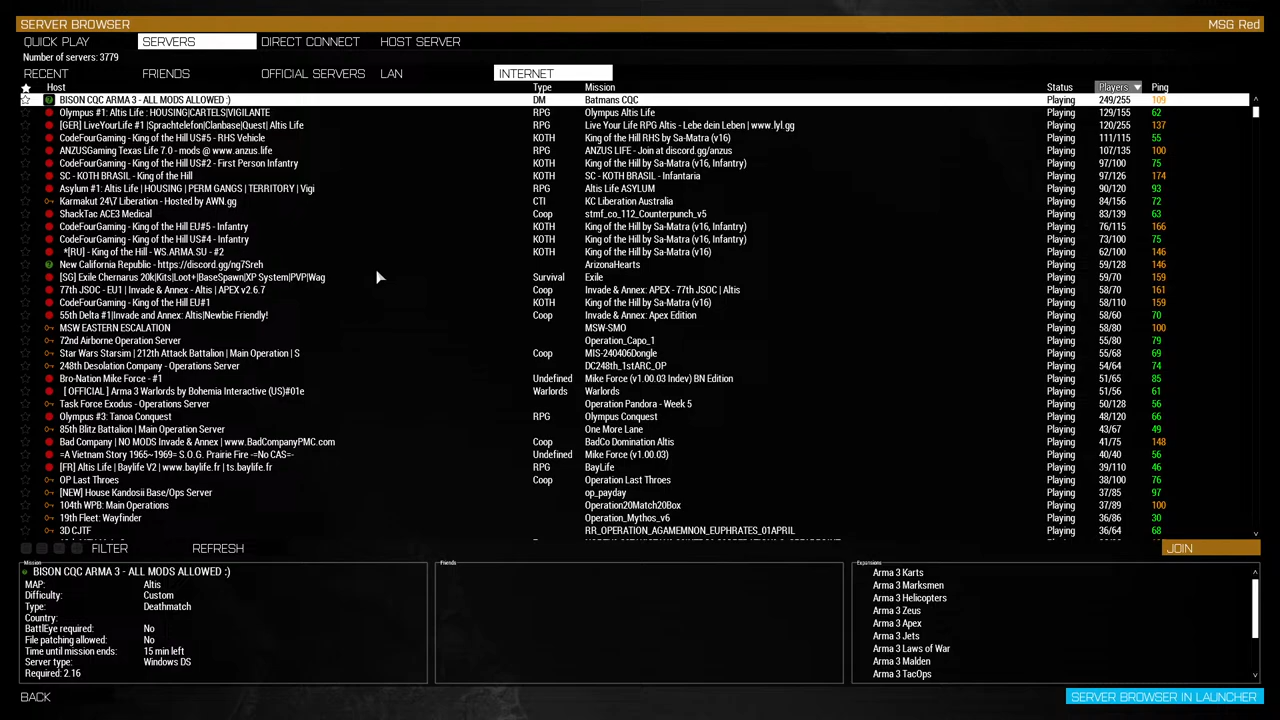 SERVER BROWSER MSG Red
QUICK PLAY SERVERS DIRECT CONNECT HOST SERVER
Number of servers: 3779
RECENT FRIENDS OFFICIAL SERVERS LAN INTERNET
Host Type Mission Status Players Ping
BISON CQC ARMA 3 - ALL MODS ALLOWED :) DM Batmans CQC Playing 249/255 109
Olympus #1: Altis Life : HOUSING|CARTELS|VIGILANTE RPG Olympus Altis Life Playing 129/155 62
[GER] LiveYourLife #1 |Sprachtelefon|Clanbase|Quest| Altis Life RPG Live Your Life RPG Altis - Lebe dein Leben | www.lyl.gg Playing 120/255 137
CodeFourGaming - King of the Hill US#5 - RHS Vehicle KOTH King of the Hill RHS by Sa-Matra (v16) Playing 111/115 55
ANZUSGaming Texas Life 7.0 - mods @ www.anzus.life RPG ANZUS LIFE - Join at discord.gg/anzus Playing 107/135 100
CodeFourGaming - King of the Hill US#2 - First Person Infantry KOTH King of the Hill by Sa-Matra (v16, Infantry) Playing 97/100 75
SC - KOTH BRASIL - King of the Hill KOTH SC - KOTH BRASIL - Infantaria Playing 97/126 174
Asylum #1: Altis Life | HOUSING | PERM GANGS | TERRITORY | Vigi RPG Altis Life ASYLUM Playing 90/120 93
Karmakut 24\7 Liberation - Hosted by AWN.gg CTI KC Liberation Australia Playing 84/156 72
ShackTac ACE3 Medical Coop stmf_co_112_Counterpunch_v5 Playing 83/139 63
CodeFourGaming - King of the Hill EU#5 - Infantry KOTH King of the Hill by Sa-Matra (v16, Infantry) Playing 76/115 166
CodeFourGaming - King of the Hill US#4 - Infantry KOTH King of the Hill by Sa-Matra (v16, Infantry) Playing 73/100 75
*[RU] - King of the Hill - WS.ARMA.SU - #2 KOTH King of the Hill by Sa-Matra (v16) Playing 62/100 146
New California Republic - https://discord.gg/ng7Sreh ArizonaHearts Playing 59/128 146
[SG] Exile Chernarus 20k|Kits|Loot+|BaseSpawn|XP System|PVP|Wag Survival Exile Playing 59/70 159
77th JSOC - EU1 | Invade & Annex - Altis | APEX v2.6.7 Coop Invade & Annex: APEX - 77th JSOC | Altis Playing 58/70 161
CodeFourGaming - King of the Hill EU#1 KOTH King of the Hill by Sa-Matra (v16) Playing 58/110 159
55th Delta #1|Invade and Annex: Altis|Newbie Friendly! Coop Invade & Annex: Apex Edition Playing 58/60 70
MSW EASTERN ESCALATION MSW-SMO Playing 58/80 100
72nd Airborne Operation Server Operation_Capo_1 Playing 55/80 79
Star Wars Starsim | 212th Attack Battalion | Main Operation | S Coop MIS-240406Dongle Playing 55/68 69
248th Desolation Company - Operations Server DC248th_1stARC_OP Playing 54/64 74
Bro-Nation Mike Force - #1 Undefined Mike Force (v1.00.03 Indev) BN Edition Playing 51/65 85
[ OFFICIAL ] Arma 3 Warlords by Bohemia Interactive (US)#01e Warlords Warlords Playing 51/56 61
Task Force Exodus - Operations Server Operation Pandora - Week 5 Playing 50/128 56
Olympus #3: Tanoa Conquest RPG Olympus Conquest Playing 48/120 66
85th Blitz Battalion | Main Operation Server One More Lane Playing 43/67 49
Bad Company | NO MODS Invade & Annex | www.BadCompanyPMC.com Coop BadCo Domination Altis Playing 41/75 148
=A Vietnam Story 1965~1969= S.O.G. Prairie Fire -=No CAS=- Undefined Mike Force (v1.00.03) Playing 40/40 56
[FR] Altis Life | Baylife V2 | www.baylife.fr | ts.baylife.fr RPG BayLife Playing 39/110 46
OP Last Throes Coop Operation Last Throes Playing 38/100 76
[NEW] House Kandosii Base/Ops Server op_payday Playing 37/85 97
104th WPB: Main Operations Operation20Match20Box Playing 37/89 100
19th Fleet: Wayfinder Operation_Mythos_v6 Playing 36/86 30
3D CJTF RR_OPERATION_AGAMEMNON_EUPHRATES_01APRIL Playing 36/64 68
FILTER REFRESH JOIN
Mission Friends Expansions
BISON CQC ARMA 3 - ALL MODS ALLOWED :)
MAP: Altis
Difficulty: Custom
Type: Deathmatch
Country:
BattlEye required: No
File patching allowed: No
Time until mission ends: 15 min left
Server type: Windows DS
Required: 2.16
Arma 3 Karts
Arma 3 Marksmen
Arma 3 Helicopters
Arma 3 Zeus
Arma 3 Apex
Arma 3 Jets
Arma 3 Laws of War
Arma 3 Malden
Arma 3 TacOps
BACK SERVER BROWSER IN LAUNCHER